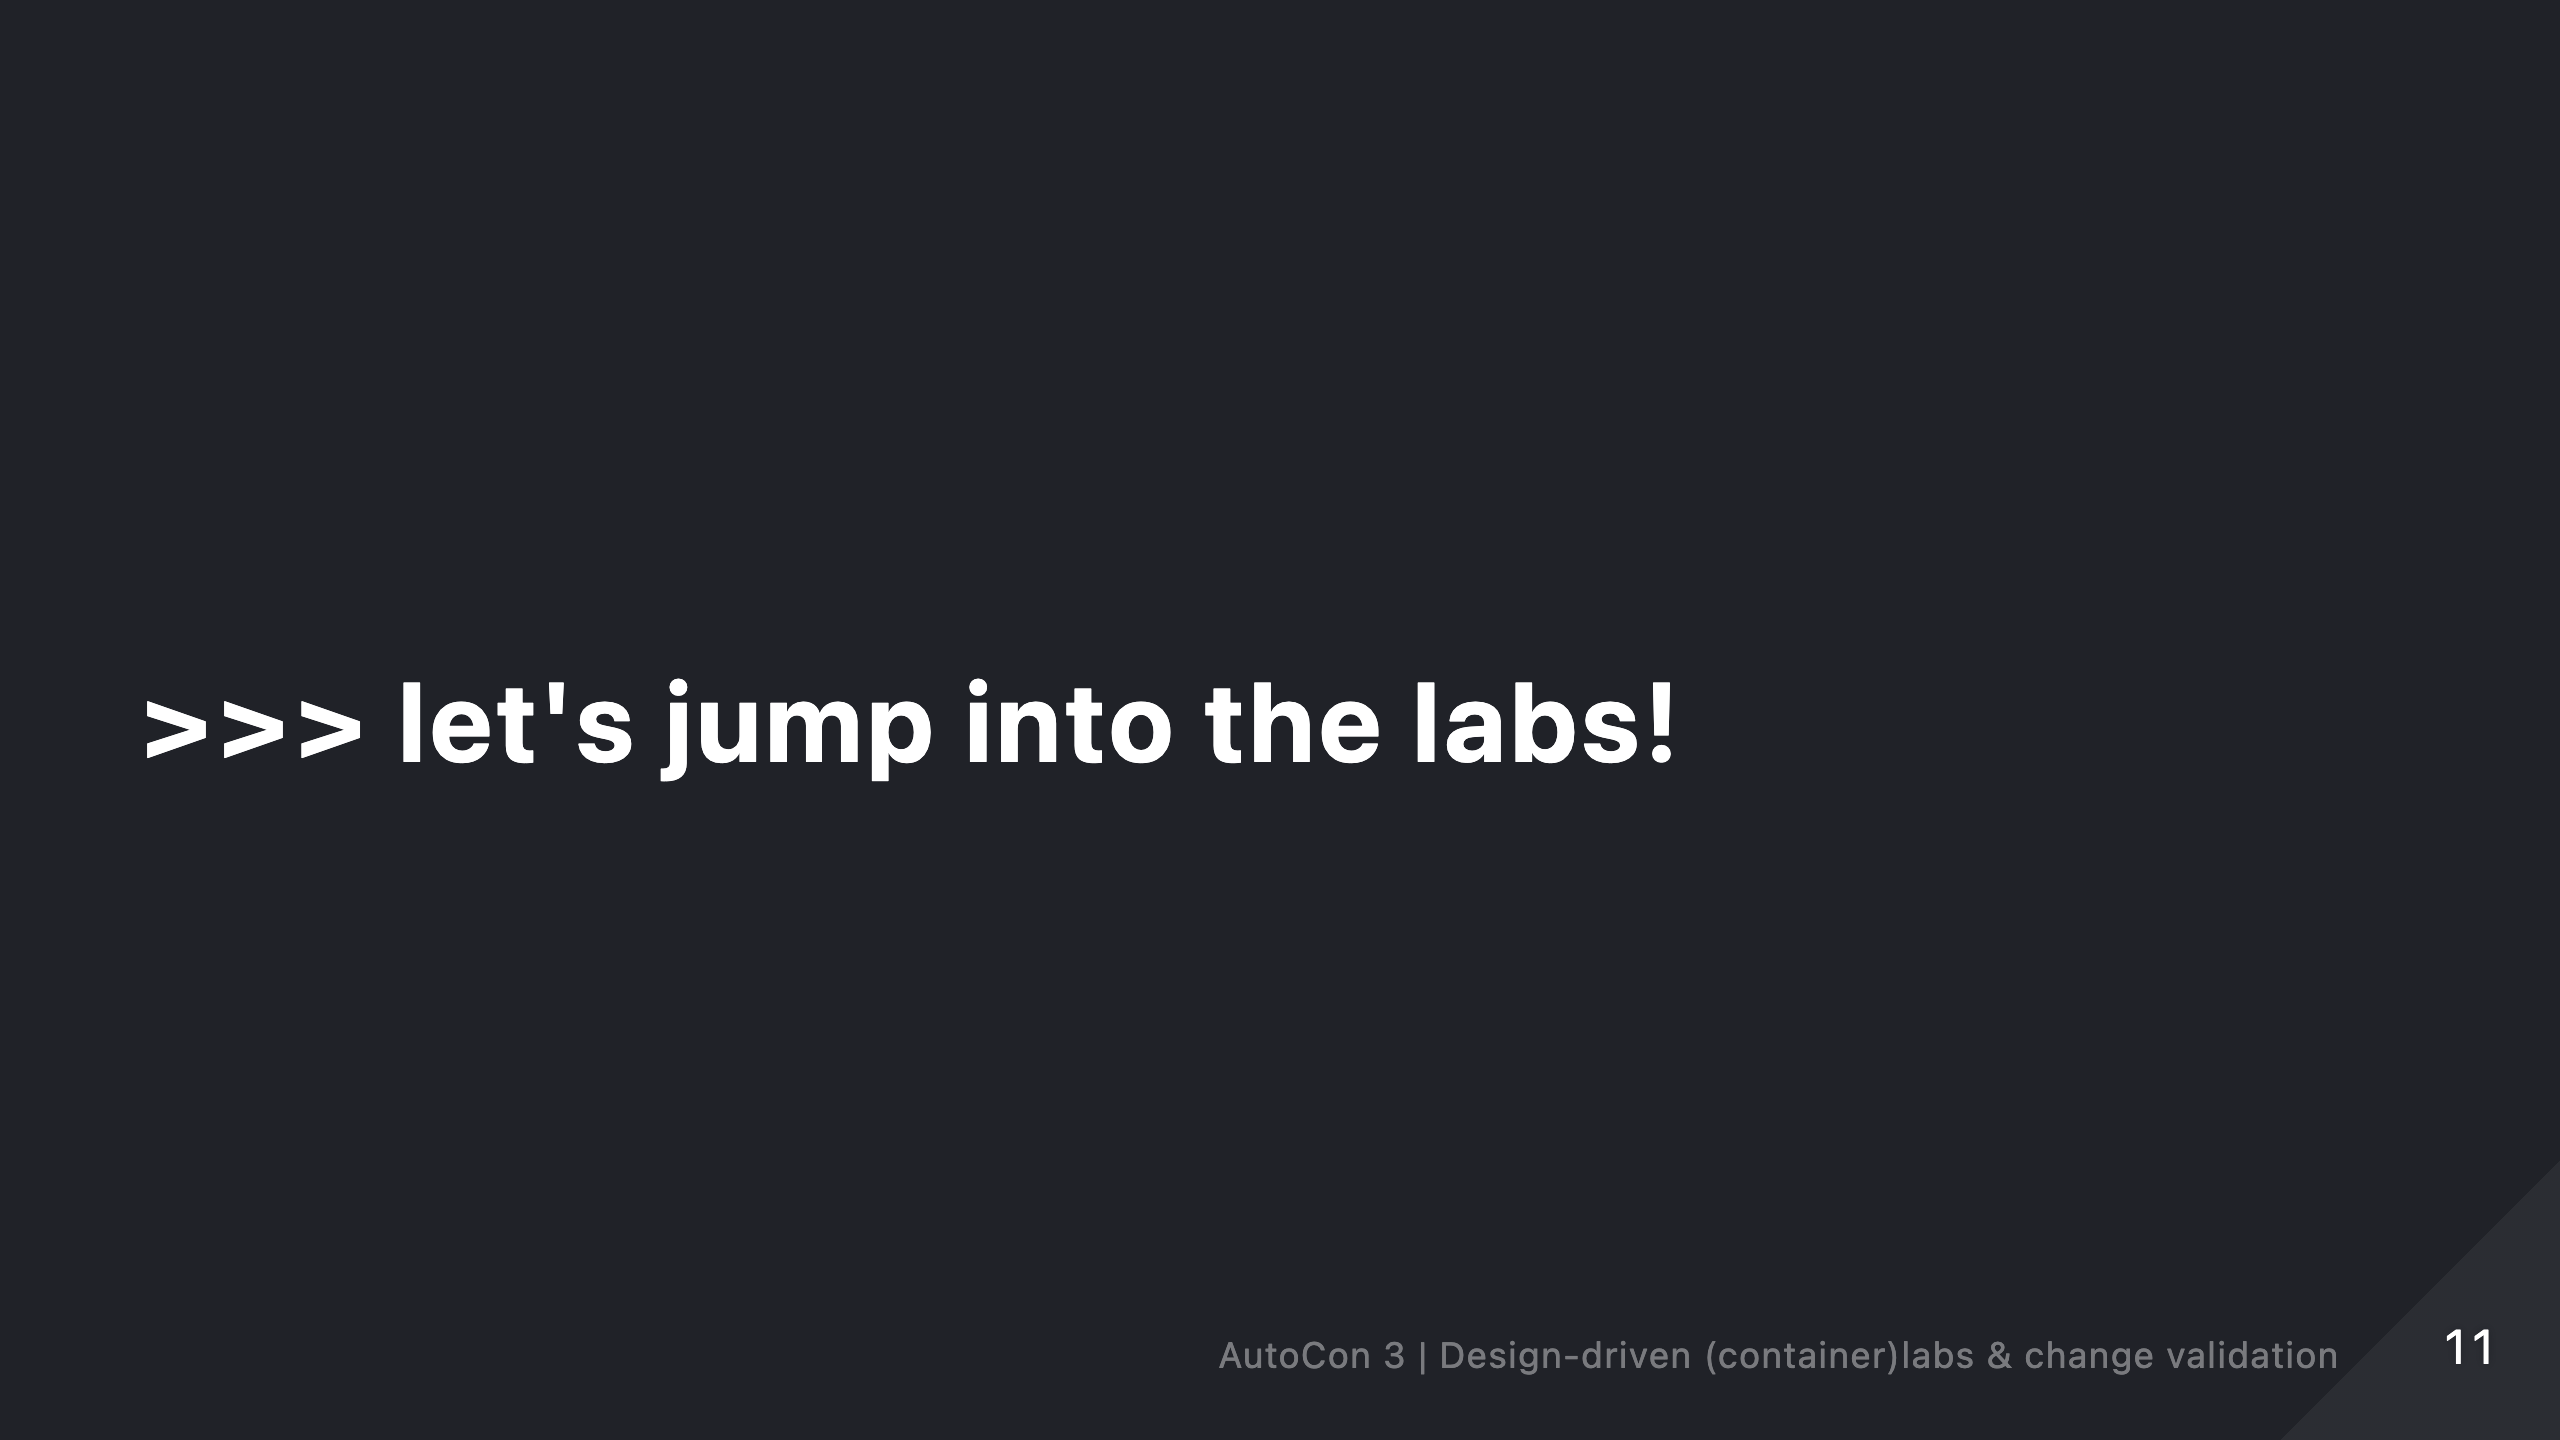 >>> let's jump into the labs!
AutoCon 3 | Design-driven (container)labs & change validation
11